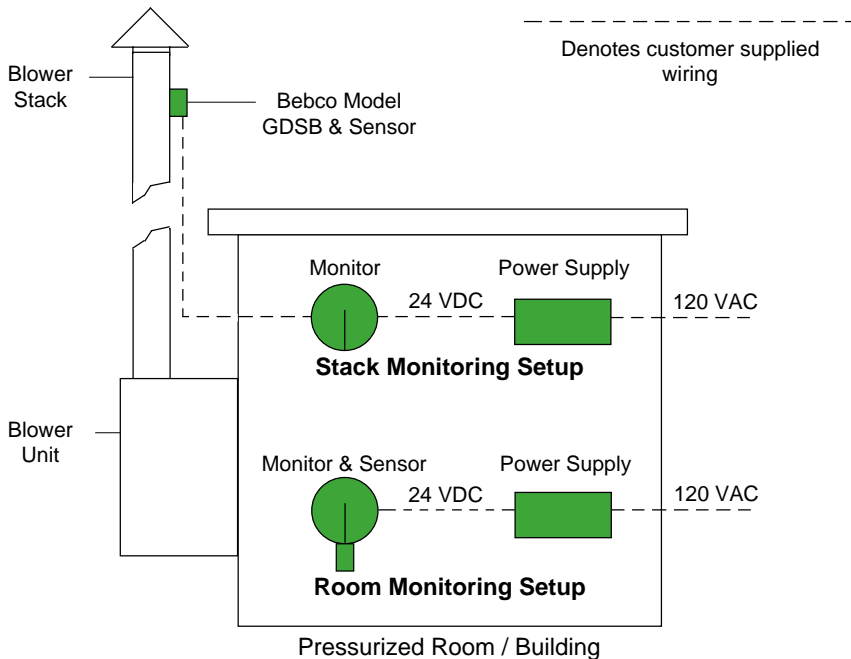 Denotes customer supplied
wiring
Blower
Stack
Bebco Model
GDSB & Sensor
Monitor
Power Supply
24 VDC
120 VAC
Stack Monitoring Setup
Blower
Unit
Monitor & Sensor
Power Supply
24 VDC
120 VAC
Room Monitoring Setup
Pressurized Room / Building